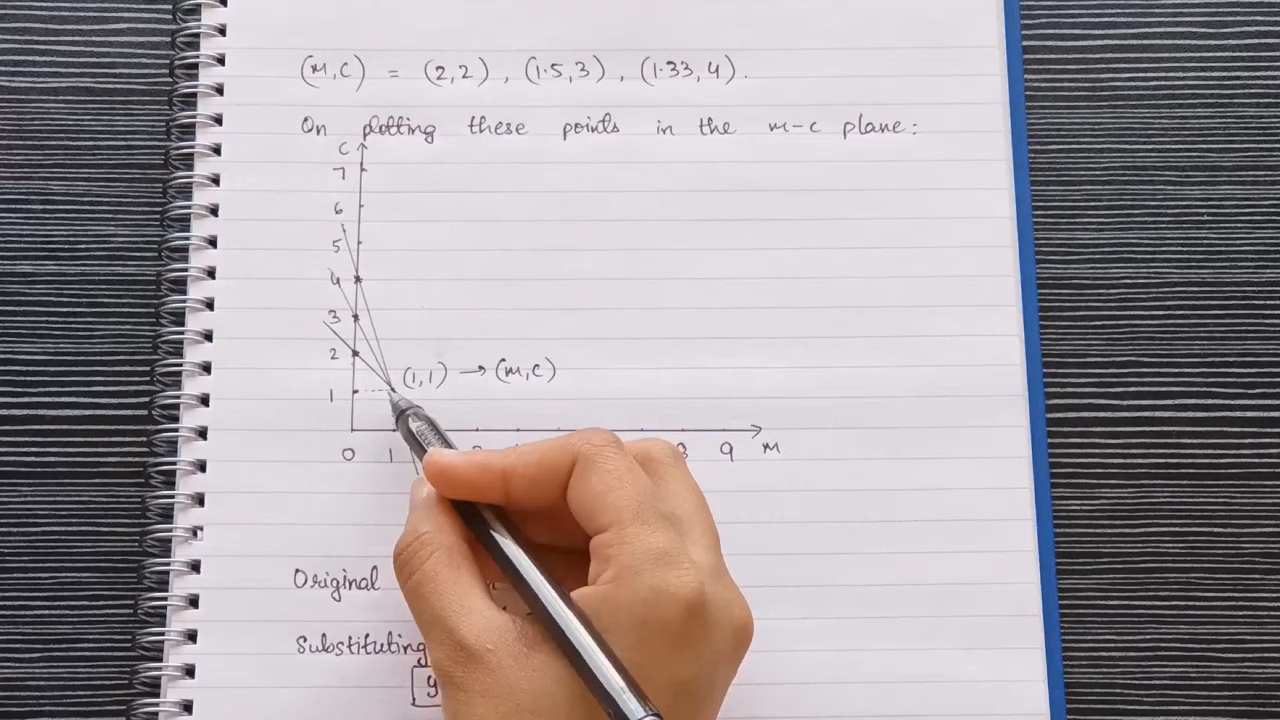 (m,c) = (2,2), (1.5,3), (1.33,4).
On plotting these points in the m-c plane:
c
7
6
5
4
3
2
(1,1) → (m,c)
1
0 1 9 m
Original
Substituting
y